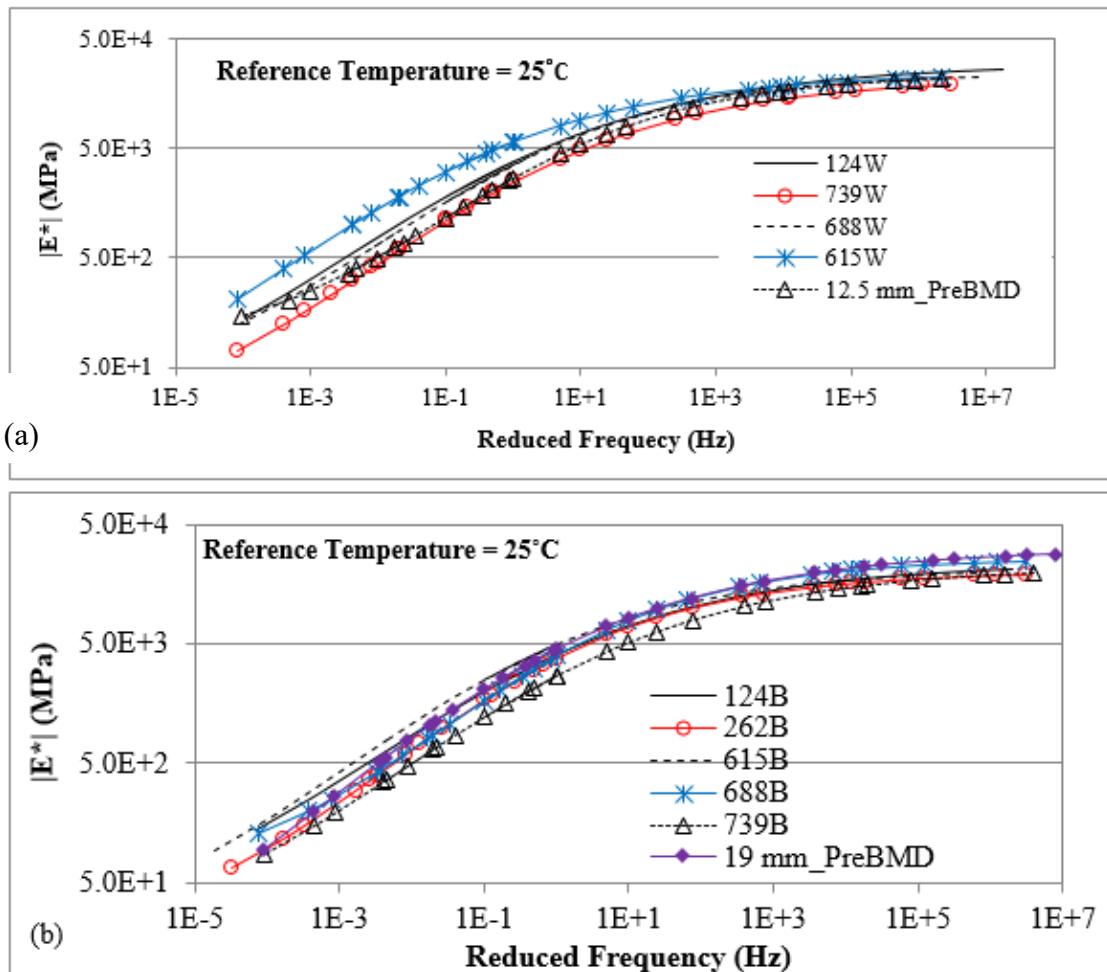 5.0E+4
Reference Temperature = 25˚C
5.0E+3
5.0E+2
5.0E+1
|E*| (MPa)
124W
739W
688W
615W
12.5 mm_PreBMD
1E-5 1E-3 1E-1 1E+1 1E+3 1E+5 1E+7
Reduced Frequecy (Hz)
(a)
5.0E+4
Reference Temperature = 25˚C
5.0E+3
5.0E+2
5.0E+1
|E*| (MPa)
124B
262B
615B
688B
739B
19 mm_PreBMD
1E-5 1E-3 1E-1 1E+1 1E+3 1E+5 1E+7
Reduced Frequency (Hz)
(b)